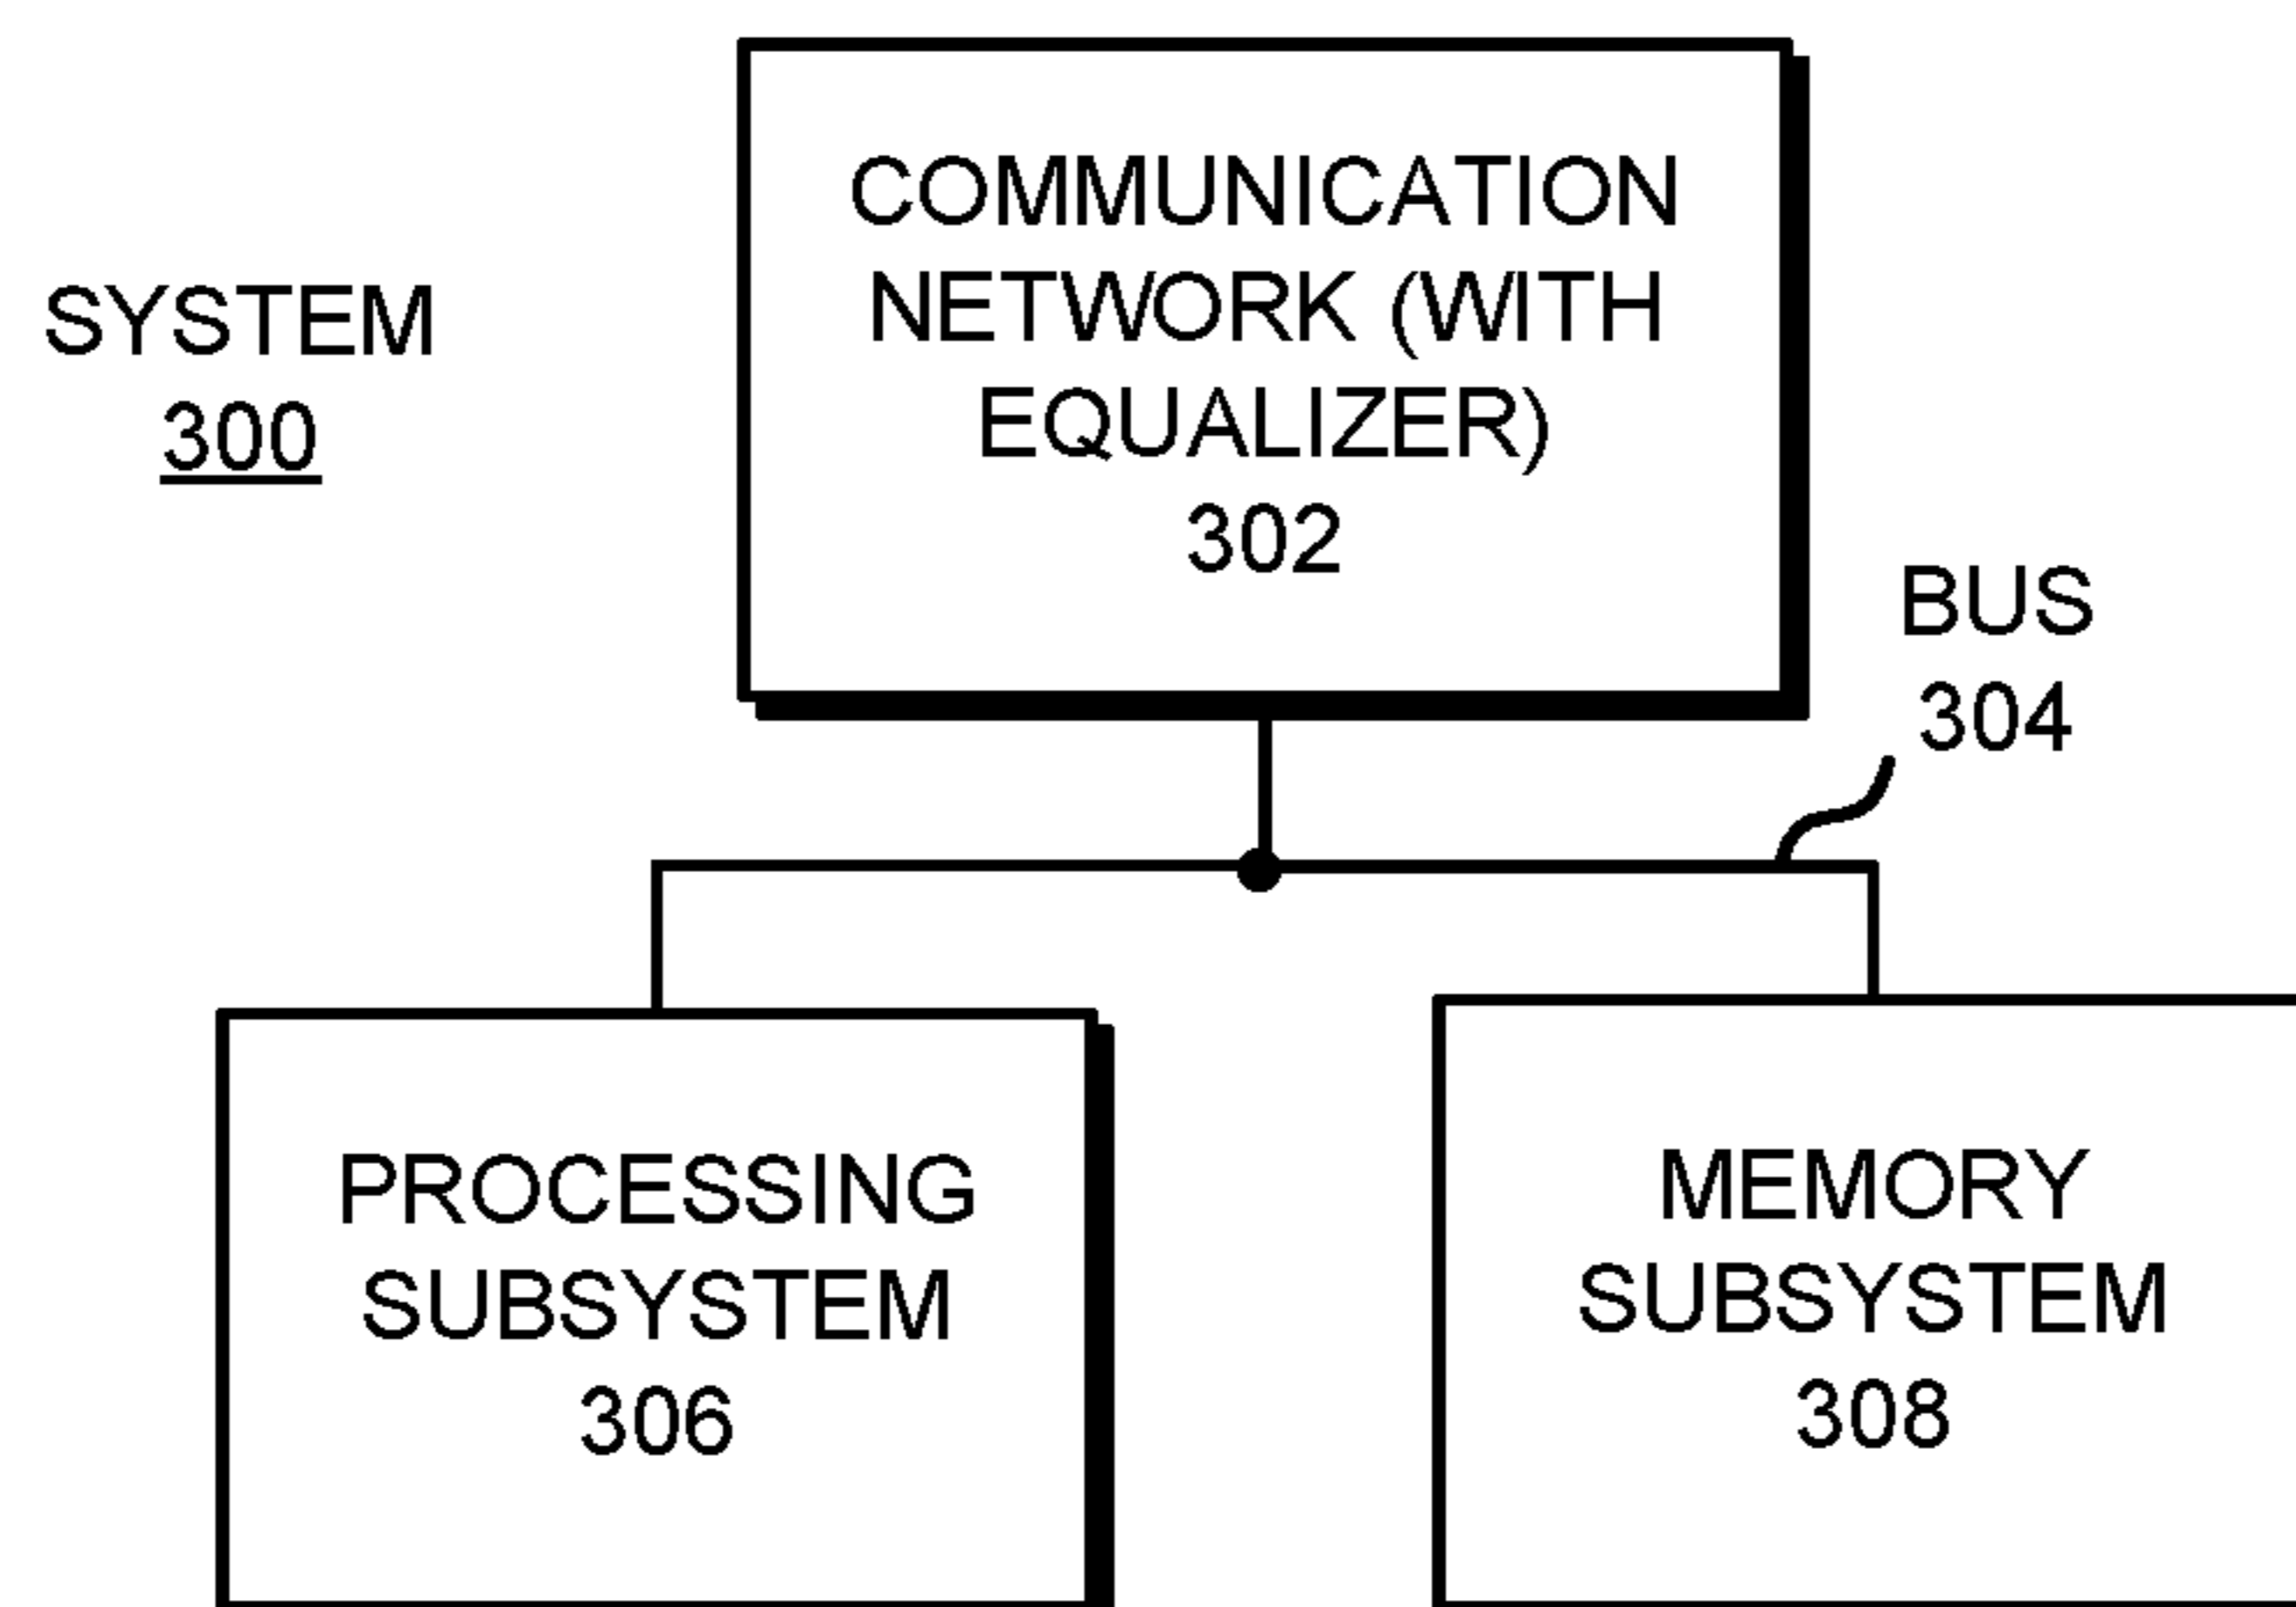 SYSTEM
300
COMMUNICATION
NETWORK (WITH
EQUALIZER)
302
BUS
304
PROCESSING
SUBSYSTEM
306
MEMORY
SUBSYSTEM
308